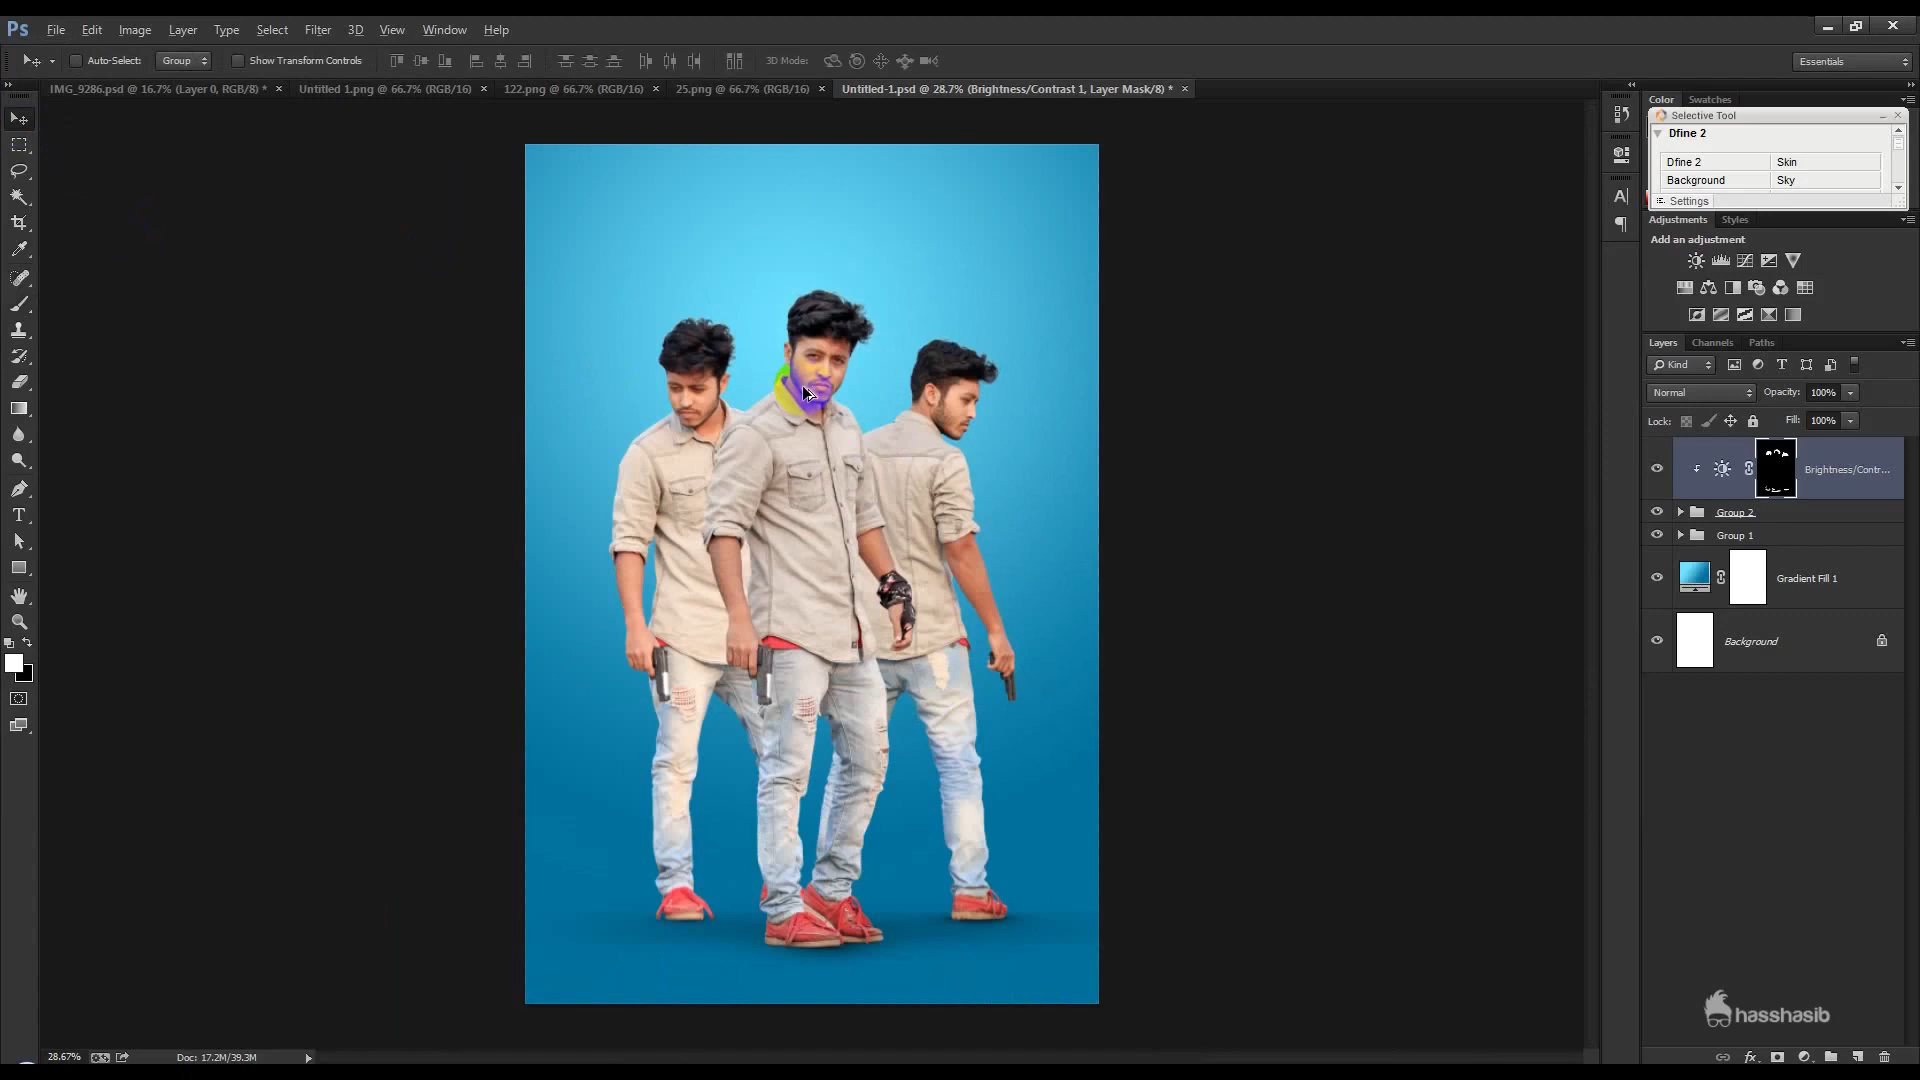 Ps File Edit Image Layer Type Select Filter 3D View Window Help
Auto-Select: Group Show Transform Controls 3D Mode: Essentials
IMG_9286.psd @ 16.7% (Layer 0, RGB/8) * × Untitled 1.png @ 66.7% (RGB/16) × 122.png @ 66.7% (RGB/16) × 25.png @ 66.7% (RGB/16) × Untitled-1.psd @ 28.7% (Brightness/Contrast 1, Layer Mask/8) * ×
Color Swatches
Selective Tool
Dfine 2
Dfine 2 Skin
Background Sky
Settings
Adjustments Styles
Add an adjustment
Layers Channels Paths
Kind
Normal Opacity: 100%
Lock: Fill: 100%
Brightness/Contr...
Group 2
Group 1
Gradient Fill 1
Background
hasshasib
28.67% Doc: 17.2M/39.3M